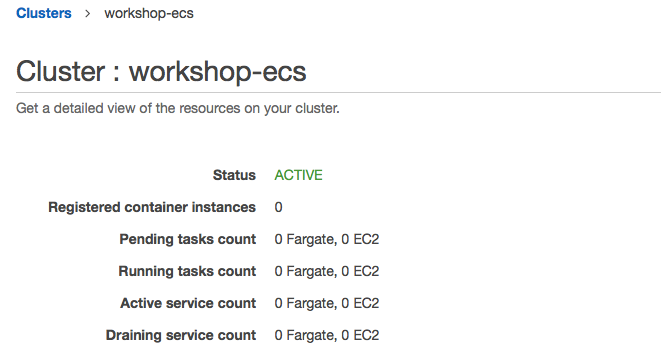 Clusters > workshop-ecs
Cluster : workshop-ecs
Get a detailed view of the resources on your cluster.
Status ACTIVE
Registered container instances 0
Pending tasks count 0 Fargate, 0 EC2
Running tasks count 0 Fargate, 0 EC2
Active service count 0 Fargate, 0 EC2
Draining service count 0 Fargate, 0 EC2